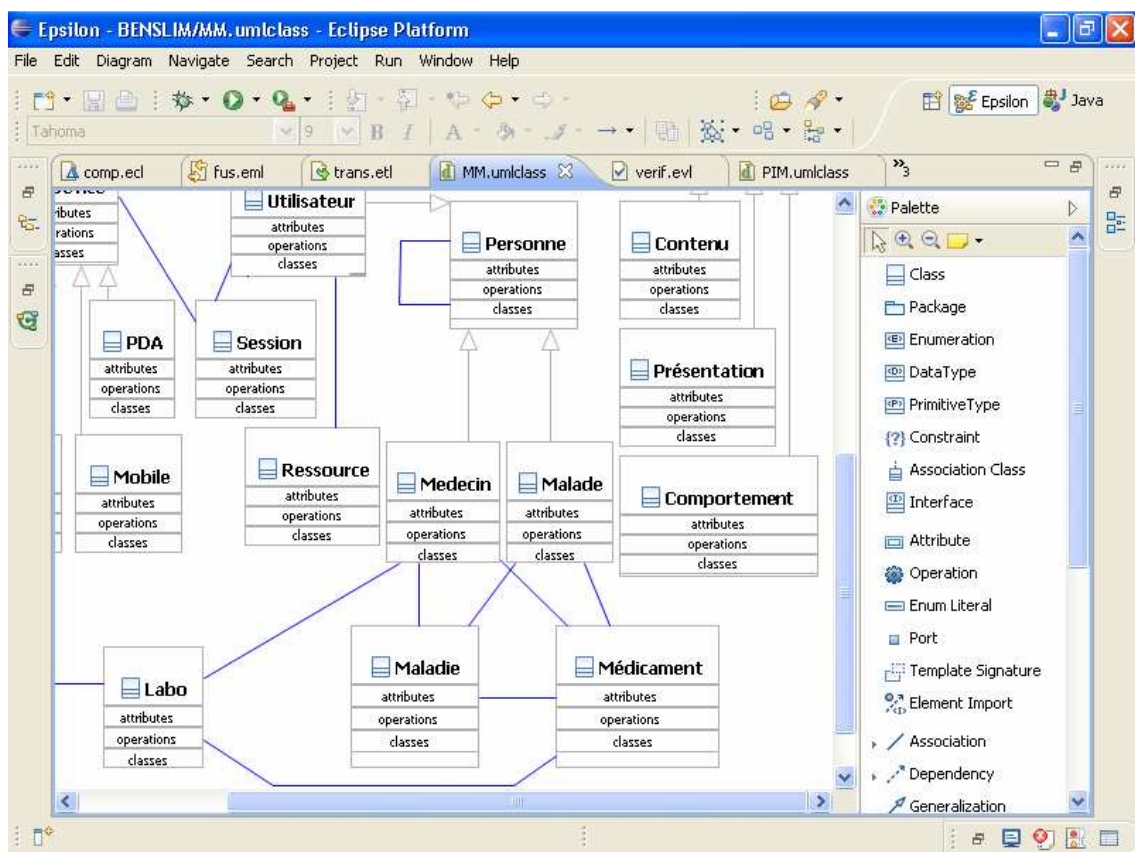 Epsilon - BENSLIM/MM.umlclass - Eclipse Platform
File Edit Diagram Navigate Search Project Run Window Help
Epsilon Java
Tahoma 9 B I A
comp.ecl fus.eml trans.etl MM.umlclass verif.evl PIM.umlclass 3
Utilisateur
attributes
operations
classes
Personne
attributes
operations
classes
Contenu
attributes
operations
classes
PDA
attributes
operations
classes
Session
attributes
operations
classes
Présentation
attributes
operations
classes
Mobile
attributes
operations
classes
Ressource
attributes
operations
classes
Medecin
attributes
operations
classes
Malade
attributes
operations
classes
Comportement
attributes
operations
classes
Labo
attributes
operations
classes
Maladie
attributes
operations
classes
Médicament
attributes
operations
classes
Palette
Class
Package
Enumeration
DataType
PrimitiveType
Constraint
Association Class
Interface
Attribute
Operation
Enum Literal
Port
Template Signature
Element Import
Association
Dependency
Generalization